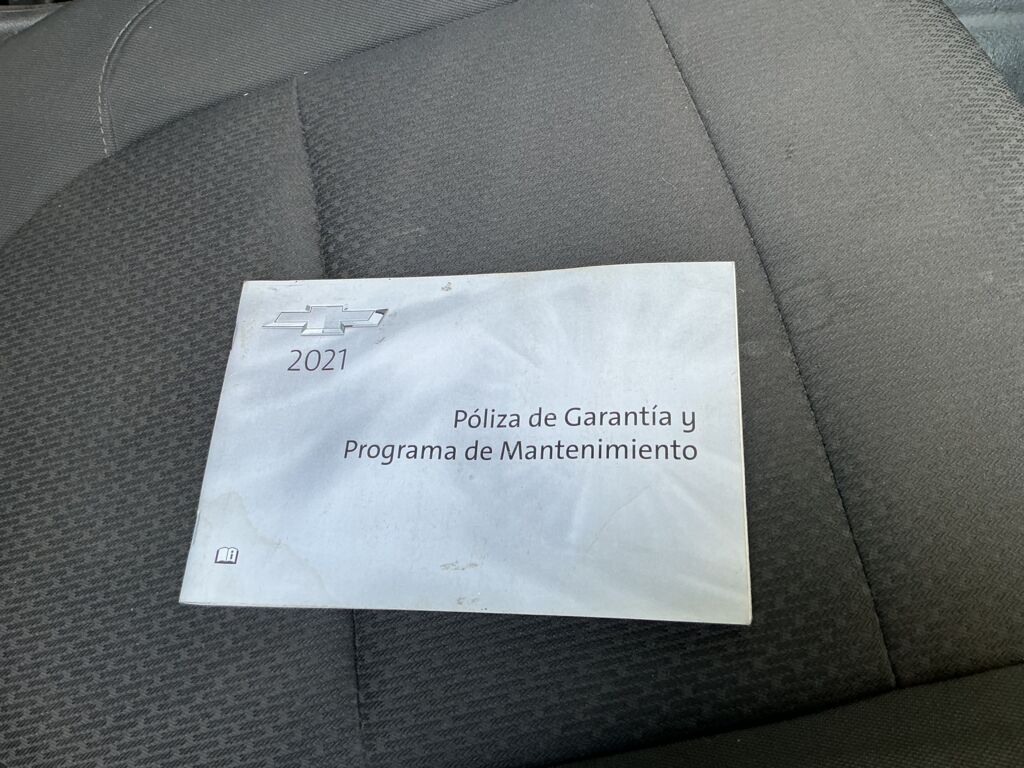 2021
Póliza de Garantía y
Programa de Mantenimiento